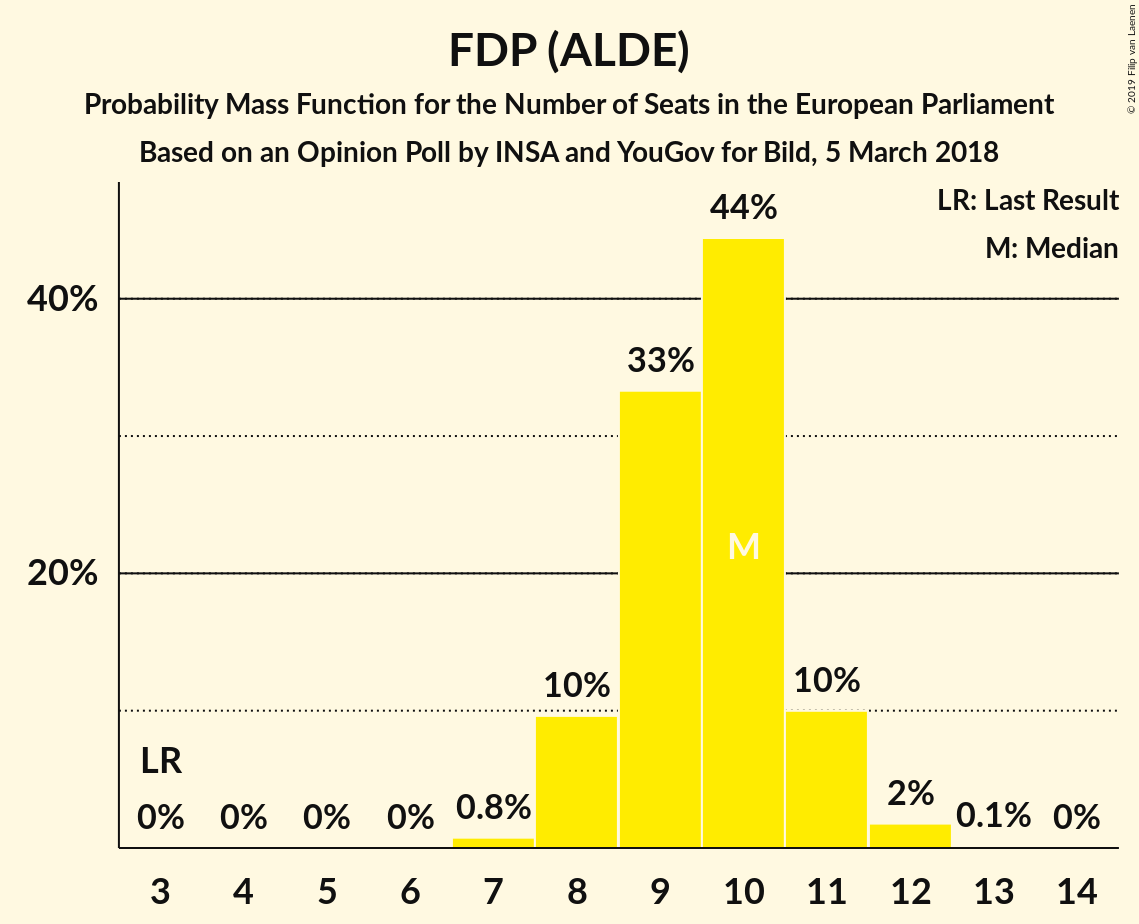 FDP (ALDE)
Probability Mass Function for the Number of Seats in the European Parliament
Based on an Opinion Poll by INSA and YouGov for Bild, 5 March 2018
© 2019 Filip van Laenen
LR: Last Result
M: Median
44%
40%
33%
M
20%
10%
10%
LR
0%
0%
0%
0%
0.8%
2%
0.1%
0%
3 4 5 6 7 8 9 10 11 12 13 14